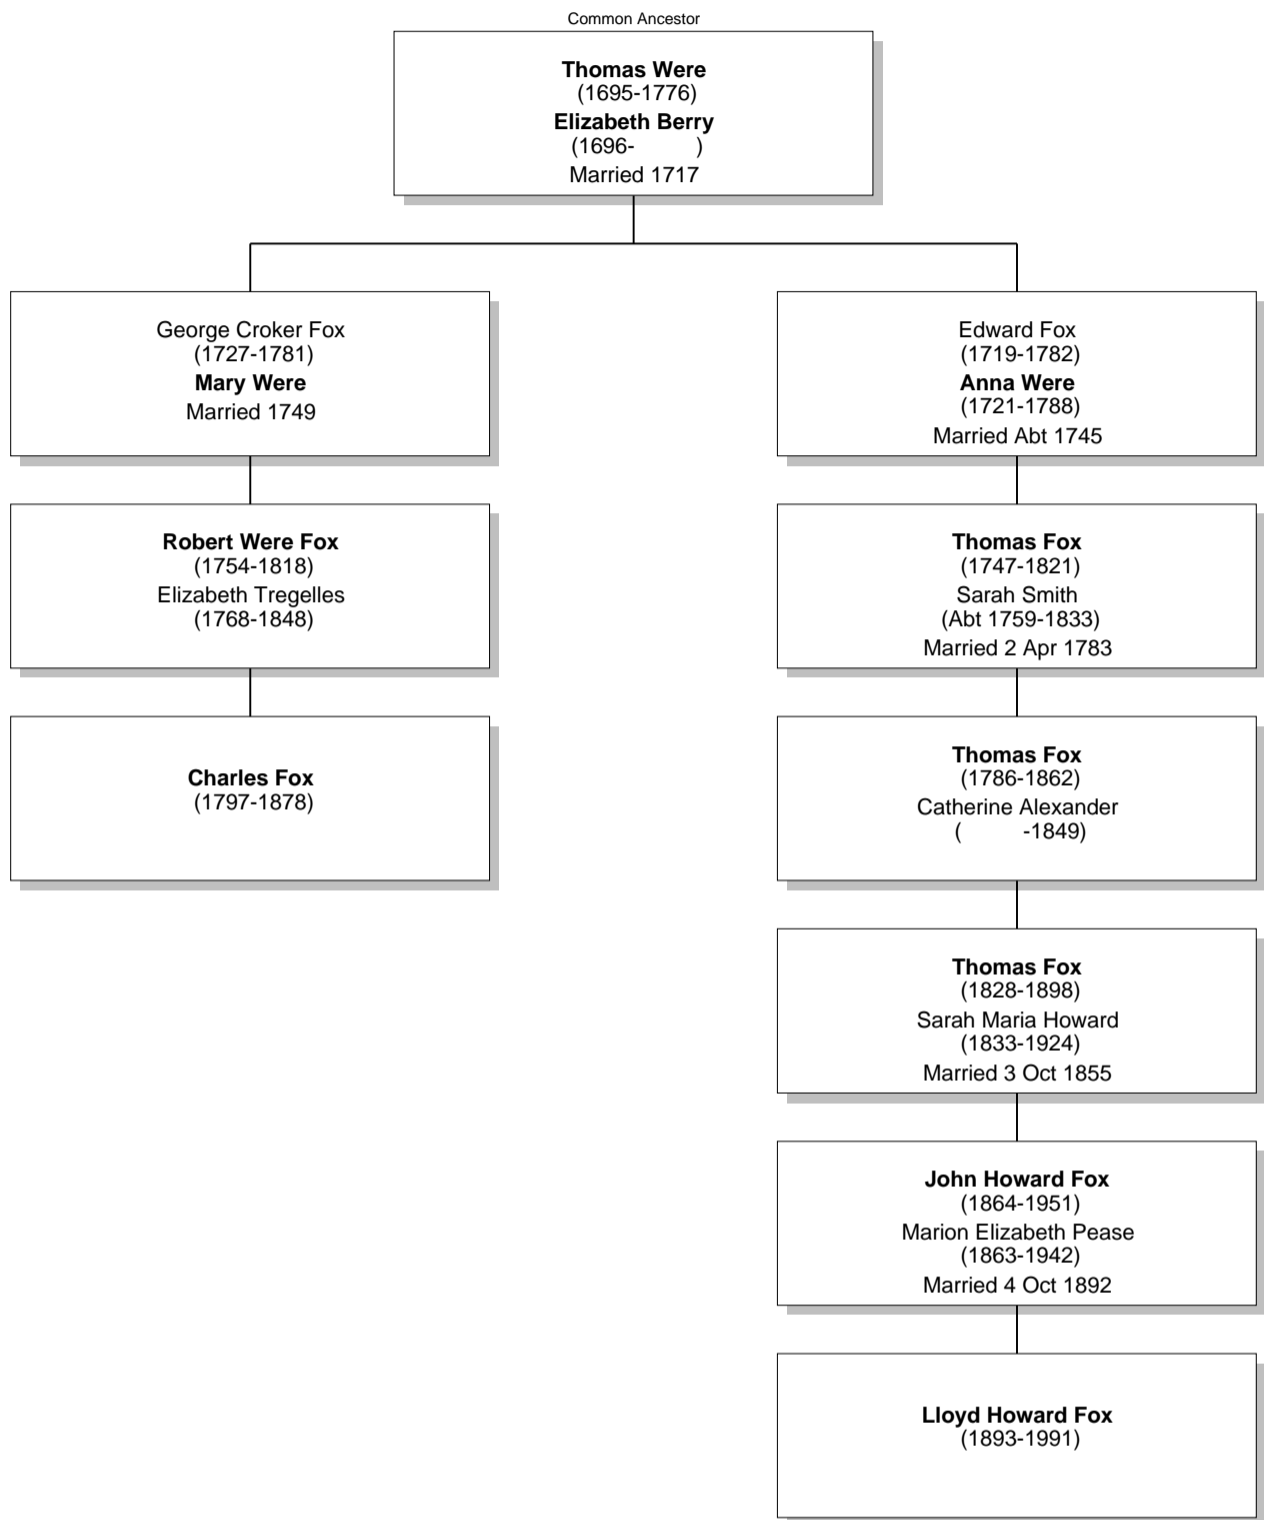 Common Ancestor
Thomas Were
(1695-1776)
Elizabeth Berry
(1696- )
Married 1717
George Croker Fox
(1727-1781)
Mary Were
Married 1749
Edward Fox
(1719-1782)
Anna Were
(1721-1788)
Married Abt 1745
Robert Were Fox
(1754-1818)
Elizabeth Tregelles
(1768-1848)
Thomas Fox
(1747-1821)
Sarah Smith
(Abt 1759-1833)
Married 2 Apr 1783
Charles Fox
(1797-1878)
Thomas Fox
(1786-1862)
Catherine Alexander
( -1849)
Thomas Fox
(1828-1898)
Sarah Maria Howard
(1833-1924)
Married 3 Oct 1855
John Howard Fox
(1864-1951)
Marion Elizabeth Pease
(1863-1942)
Married 4 Oct 1892
Lloyd Howard Fox
(1893-1991)